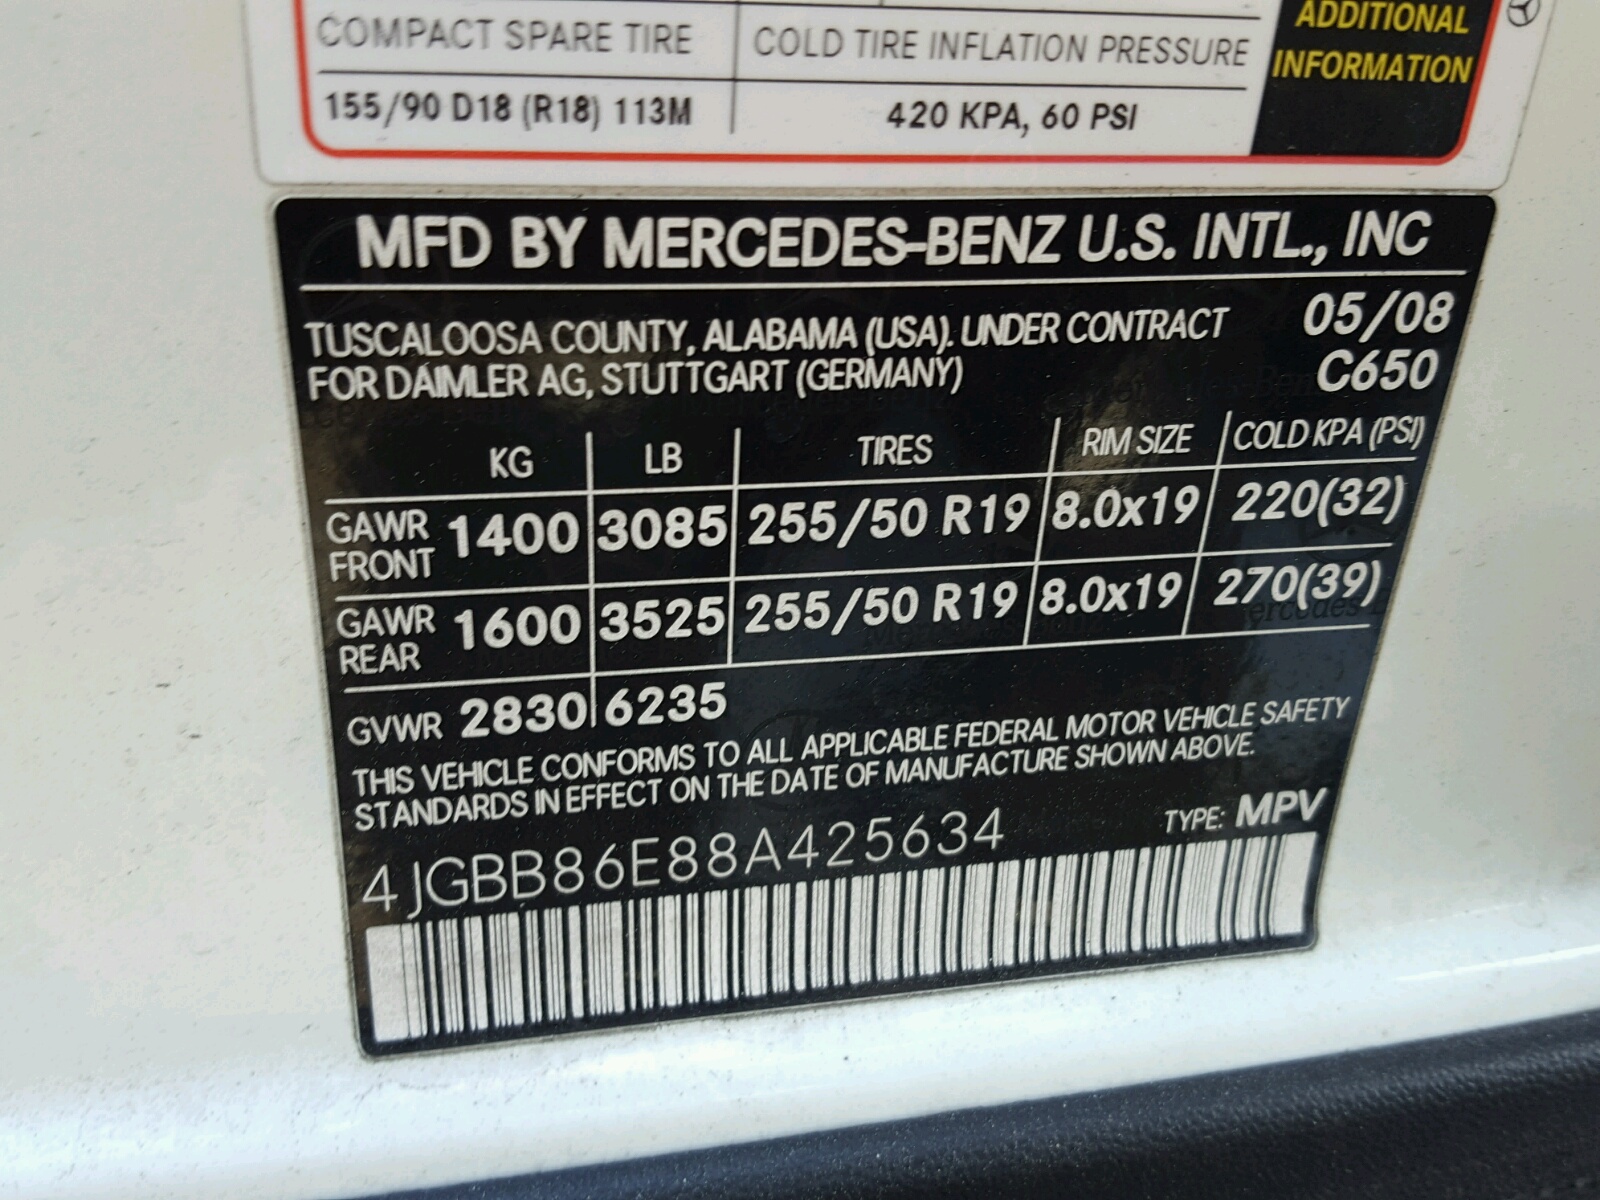 COMPACT SPARE TIRE COLD TIRE INFLATION PRESSURE
155/90 D18 (R18) 113M 420 KPA, 60 PSI
ADDITIONAL
INFORMATION
MFD BY MERCEDES-BENZ U.S. INTL., INC
TUSCALOOSA COUNTY, ALABAMA (USA). UNDER CONTRACT 05/08
FOR DAIMLER AG, STUTTGART (GERMANY) C650
KG LB TIRES RIM SIZE COLD KPA (PSI)
GAWR FRONT 1400 3085 255/50 R19 8.0x19 220(32)
GAWR REAR 1600 3525 255/50 R19 8.0x19 270(39)
GVWR 2830 6235
THIS VEHICLE CONFORMS TO ALL APPLICABLE FEDERAL MOTOR VEHICLE SAFETY
STANDARDS IN EFFECT ON THE DATE OF MANUFACTURE SHOWN ABOVE.
4JGBB86E88A425634 TYPE: MPV